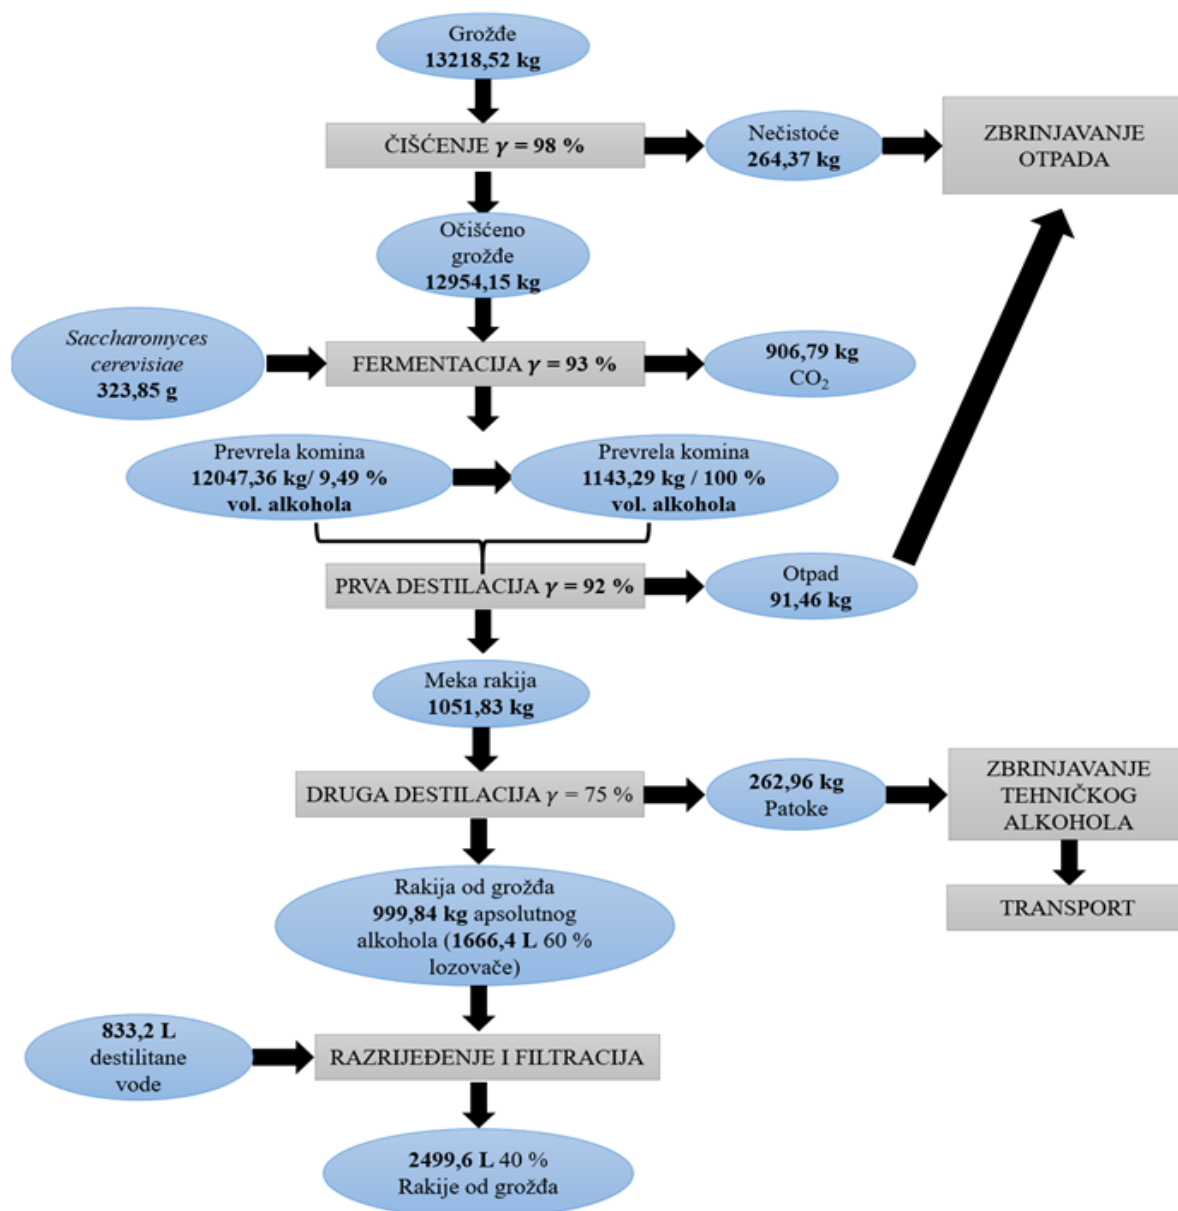 Grožđe
13218,52 kg
ČIŠĆENJE γ = 98 %
Nečistoće
264,37 kg
ZBRINJAVANJE
OTPADA
Očišćeno
grožđe
12954,15 kg
Saccharomyces
cerevisiae
323,85 g
FERMENTACIJA γ = 93 %
906,79 kg
CO₂
Prevrela komina
12047,36 kg/ 9,49 %
vol. alkohola
Prevrela komina
1143,29 kg / 100 %
vol. alkohola
PRVA DESTILACIJA γ = 92 %
Otpad
91,46 kg
Meka rakija
1051,83 kg
DRUGA DESTILACIJA γ = 75 %
262,96 kg
Patoke
ZBRINJAVANJE
TEHNIČKOG
ALKOHOLA
TRANSPORT
Rakija od grožđa
999,84 kg apsolutnog
alkohola (1666,4 L 60 %
lozovače)
833,2 L
destilitane
vode
RAZRIJEĐENJE I FILTRACIJA
2499,6 L 40 %
Rakije od grožđa